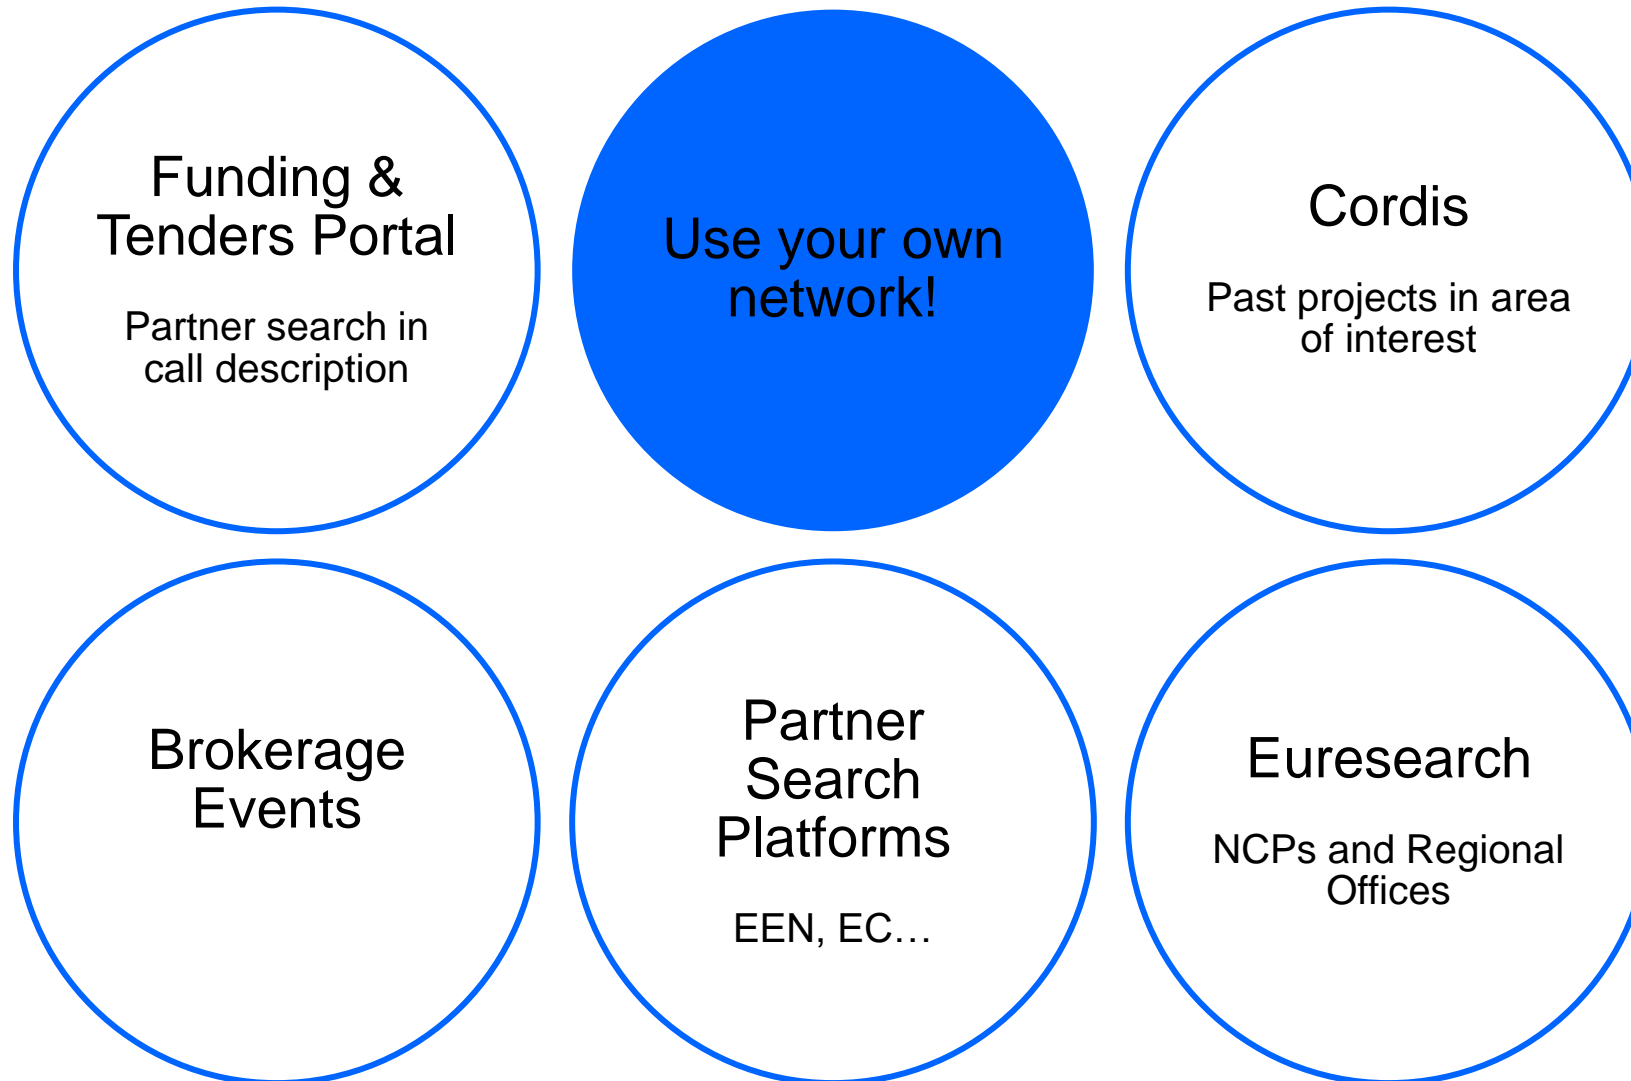 Funding &
Tenders Portal
Partner search in
call description
Use your own
network!
Cordis
Past projects in area
of interest
Brokerage
Events
Partner
Search
Platforms
EEN, EC…
Euresearch
NCPs and Regional
Offices